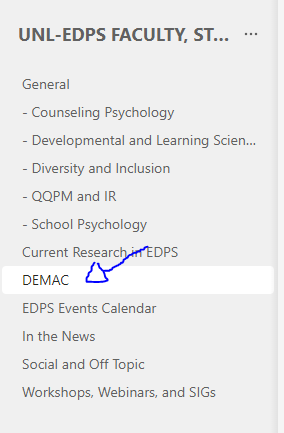 UNL-EDPS FACULTY, ST... ...
General
- Counseling Psychology
- Developmental and Learning Scien...
- Diversity and Inclusion
- QQPM and IR
- School Psychology
Current Research in EDPS
DEMAC
EDPS Events Calendar
In the News
Social and Off Topic
Workshops, Webinars, and SIGs